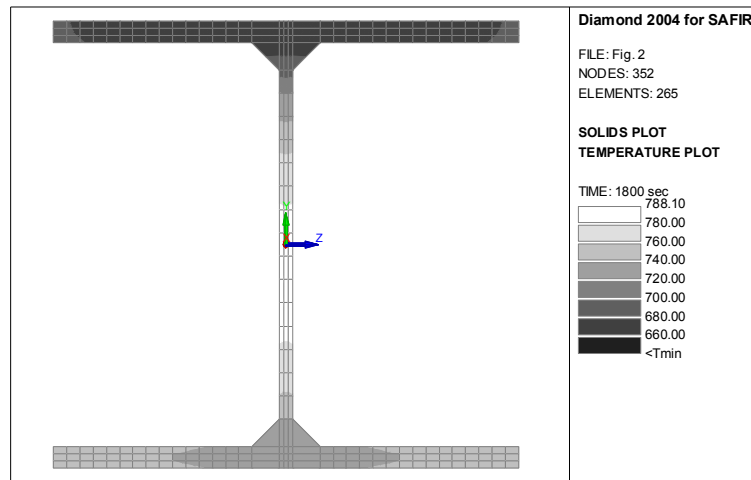 Diamond 2004 for SAFIR
FILE: Fig. 2
NODES: 352
ELEMENTS: 265
SOLIDS PLOT
TEMPERATURE PLOT
TIME: 1800 sec
788.10
780.00
760.00
740.00
720.00
700.00
680.00
660.00
<Tmin
Y
X
Z